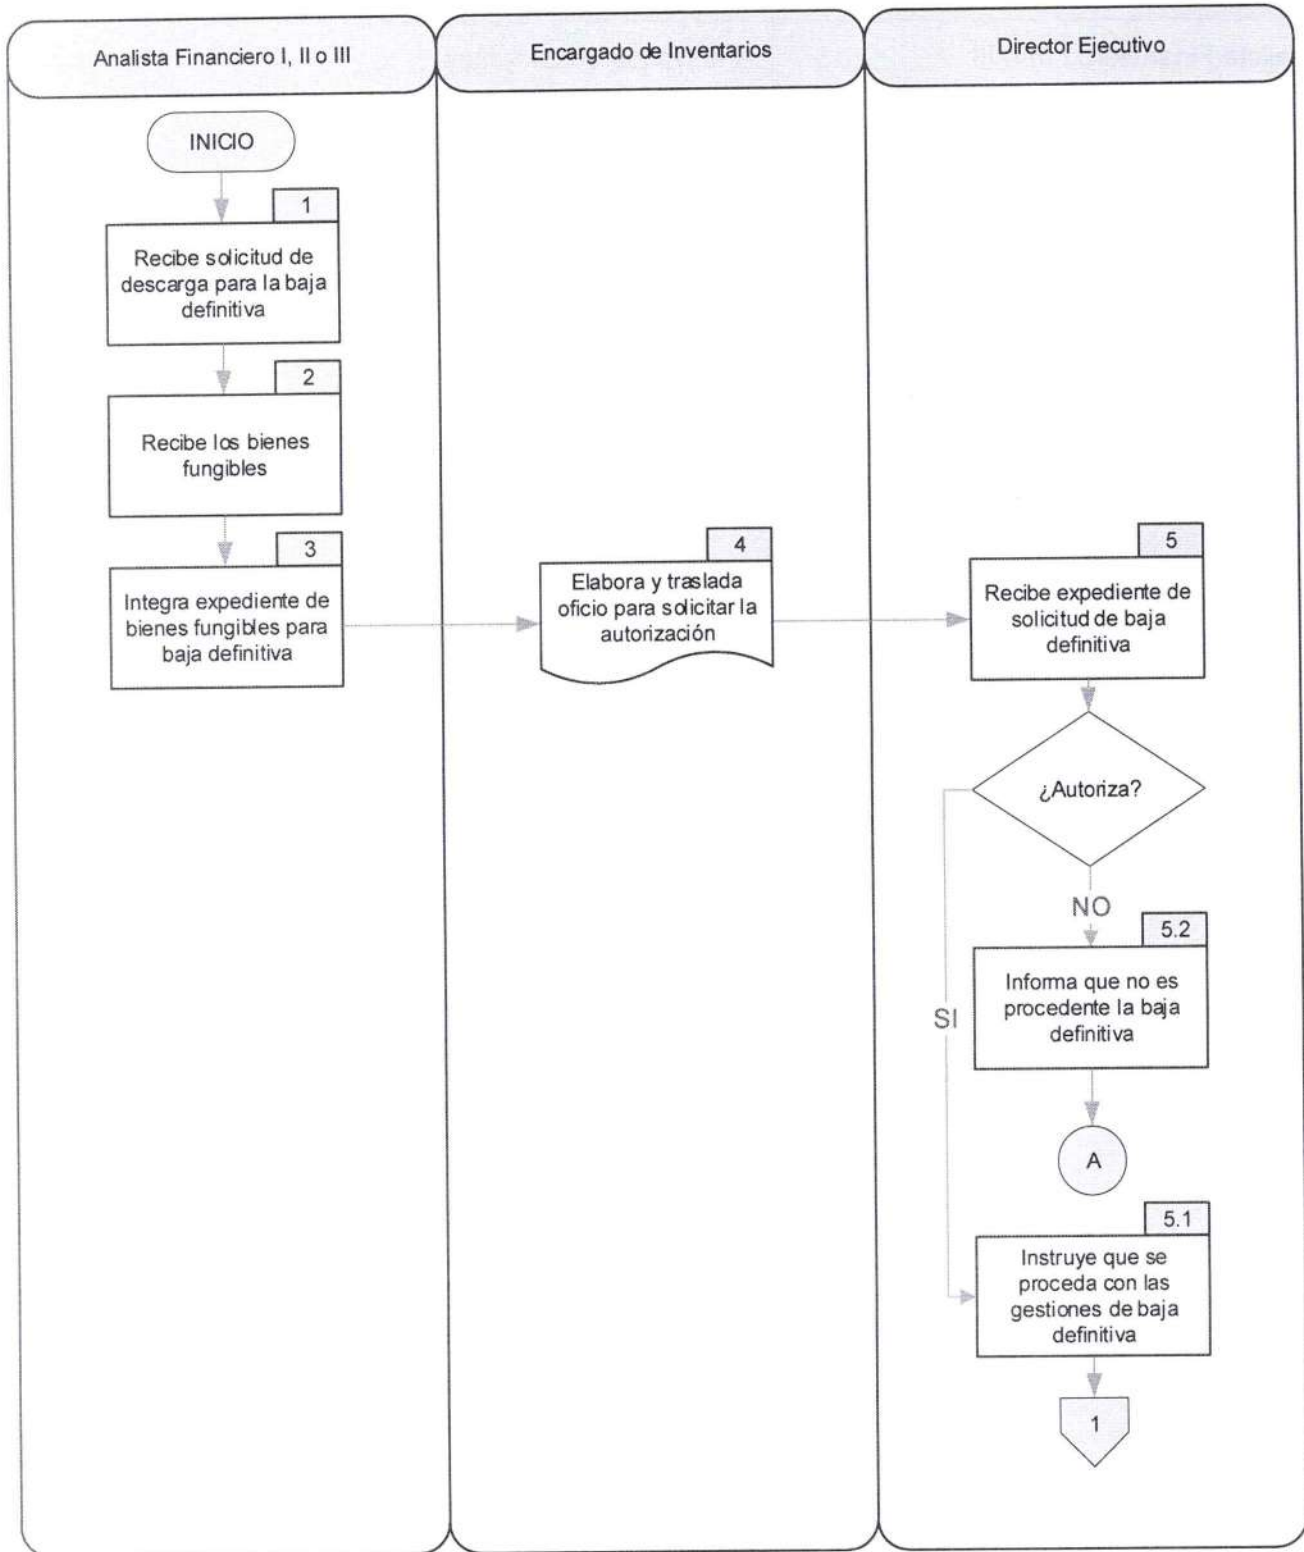 Analista Financiero I, II o III
Encargado de Inventarios
Director Ejecutivo
INICIO
1
Recibe solicitud de
descarga para la baja
definitiva
2
Recibe los bienes
fungibles
3
Integra expediente de
bienes fungibles para
baja definitiva
4
Elabora y traslada
oficio para solicitar la
autorización
5
Recibe expediente de
solicitud de baja
definitiva
¿Autoriza?
NO
SI
5.2
Informa que no es
procedente la baja
definitiva
A
5.1
Instruye que se
proceda con las
gestiones de baja
definitiva
1